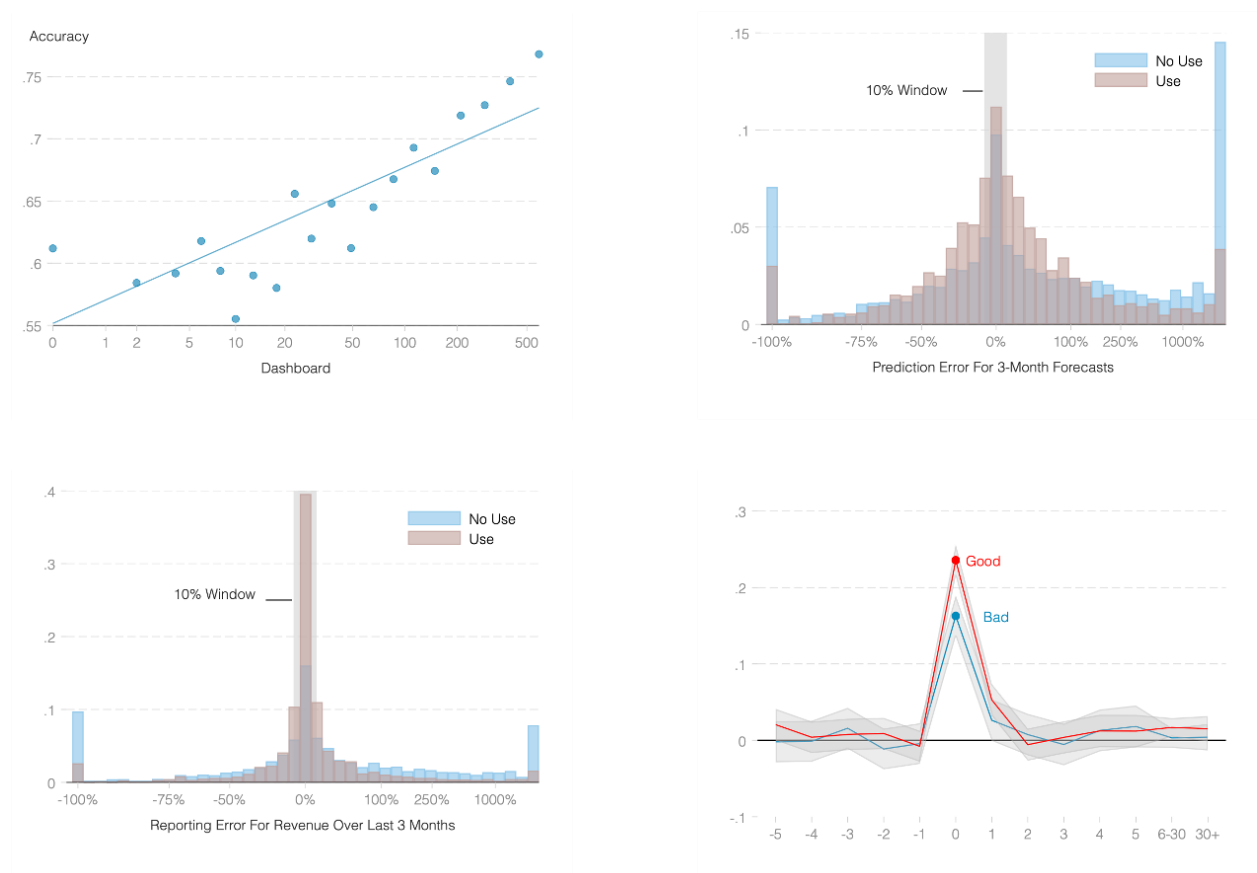 Accuracy
.75
.7
.65
.6
.55
0 1 2 5 10 20 50 100 200 500
Dashboard
.15
.1
.05
0
No Use
Use
10% Window
-100% -75% -50% 0% 100% 250% 1000%
Prediction Error For 3-Month Forecasts
.4
.3
.2
.1
0
No Use
Use
10% Window
-100% -75% -50% 0% 100% 250% 1000%
Reporting Error For Revenue Over Last 3 Months
.3
.2
.1
0
-.1
Good
Bad
-5 -4 -3 -2 -1 0 1 2 3 4 5 6-30 30+